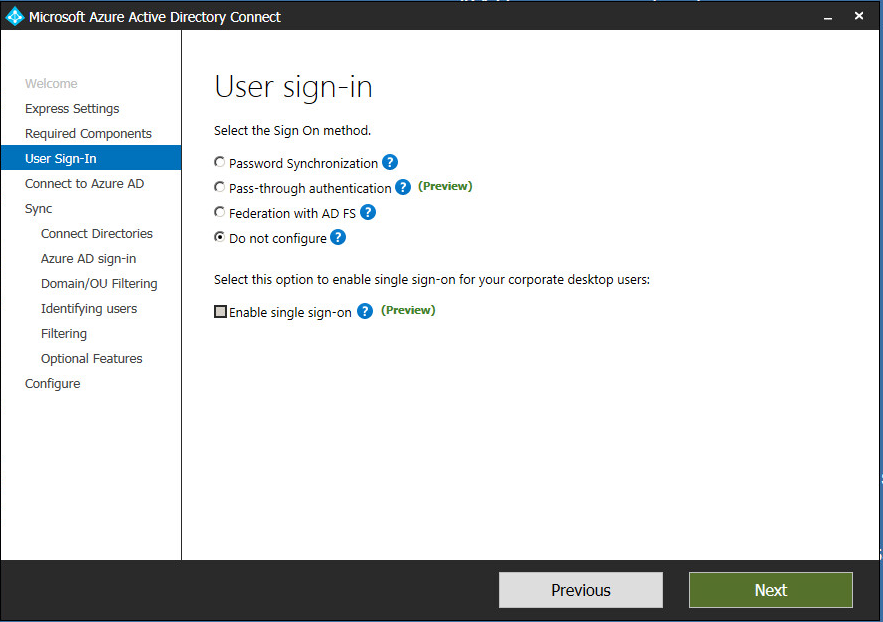 Microsoft Azure Active Directory Connect
Welcome
Express Settings
Required Components
User Sign-In
Connect to Azure AD
Sync
Connect Directories
Azure AD sign-in
Domain/OU Filtering
Identifying users
Filtering
Optional Features
Configure
User sign-in
Select the Sign On method.
Password Synchronization ?
Pass-through authentication ? (Preview)
Federation with AD FS ?
Do not configure ?
Select this option to enable single sign-on for your corporate desktop users:
Enable single sign-on ? (Preview)
Previous
Next